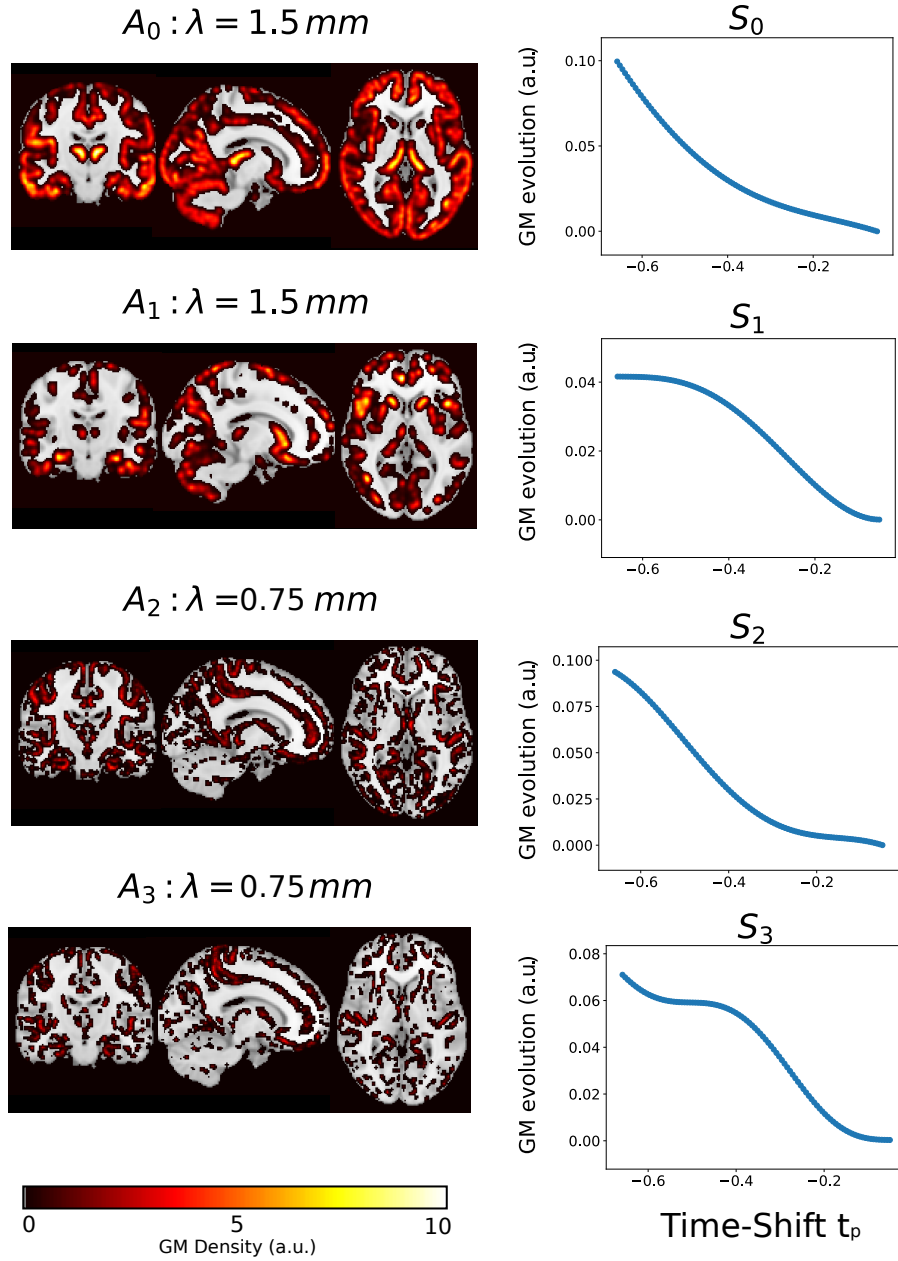 A₀ : λ = 1.5 mm
S₀
GM evolution (a.u.)
0.10
0.05
0.00
−0.6
−0.4
−0.2
A₁ : λ = 1.5 mm
S₁
GM evolution (a.u.)
0.04
0.02
0.00
−0.6
−0.4
−0.2
A₂ : λ =0.75 mm
S₂
GM evolution (a.u.)
0.100
0.075
0.050
0.025
0.000
−0.6
−0.4
−0.2
A₃ : λ =0.75 mm
S₃
GM evolution (a.u.)
0.08
0.06
0.04
0.02
0.00
−0.6
−0.4
−0.2
0
5
10
GM Density (a.u.)
Time-Shift tₚ